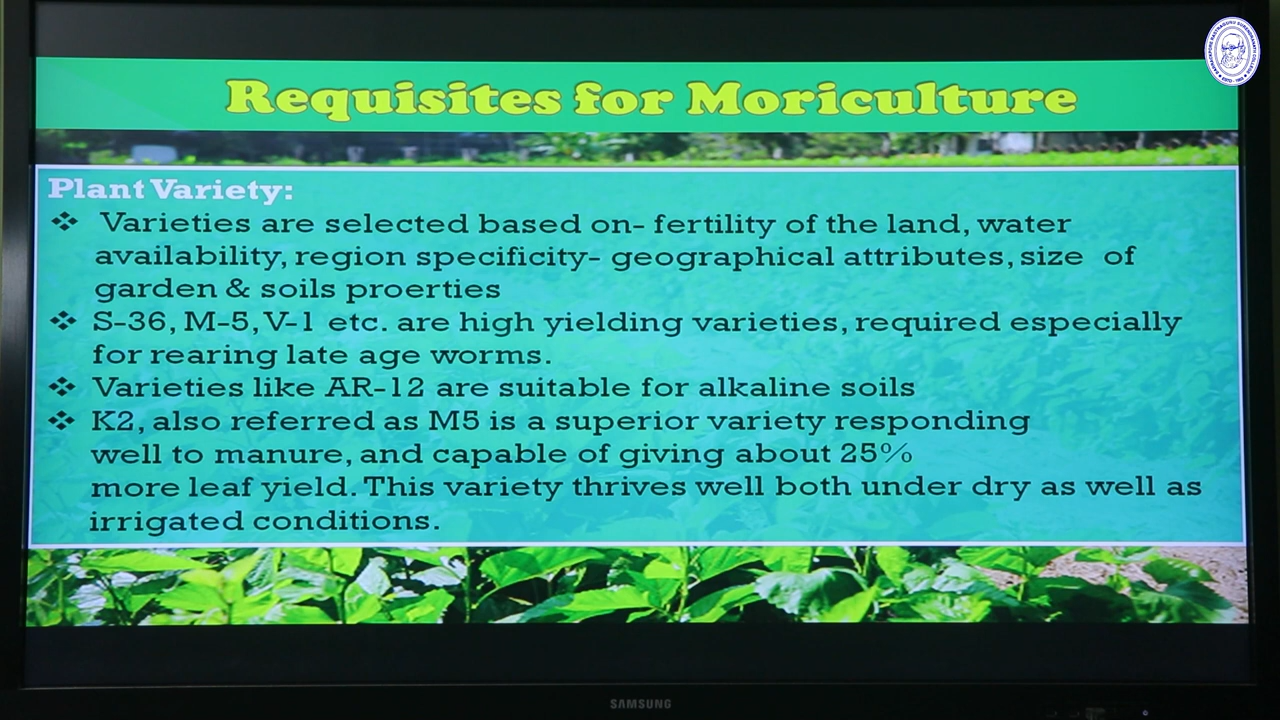 Requisites for Moriculture
Plant Variety:
❖ Varieties are selected based on- fertility of the land, water
availability, region specificity- geographical attributes, size of
garden & soils proerties
❖ S-36, M-5, V-1 etc. are high yielding varieties, required especially
for rearing late age worms.
❖ Varieties like AR-12 are suitable for alkaline soils
❖ K2, also referred as M5 is a superior variety responding
well to manure, and capable of giving about 25%
more leaf yield. This variety thrives well both under dry as well as
irrigated conditions.
SAMSUNG